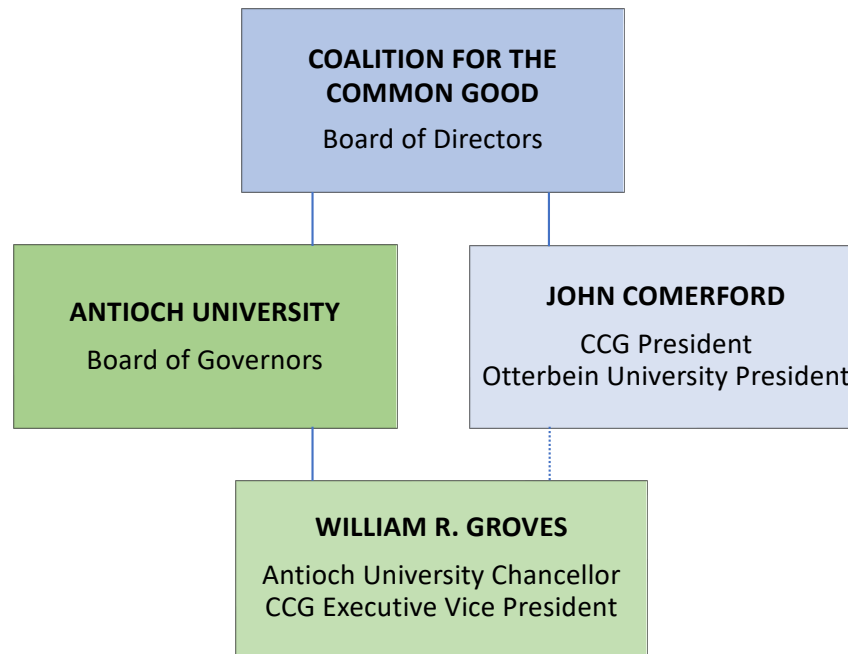 COALITION FOR THE
COMMON GOOD
Board of Directors
ANTIOCH UNIVERSITY
Board of Governors
JOHN COMERFORD
CCG President
Otterbein University President
WILLIAM R. GROVES
Antioch University Chancellor
CCG Executive Vice President